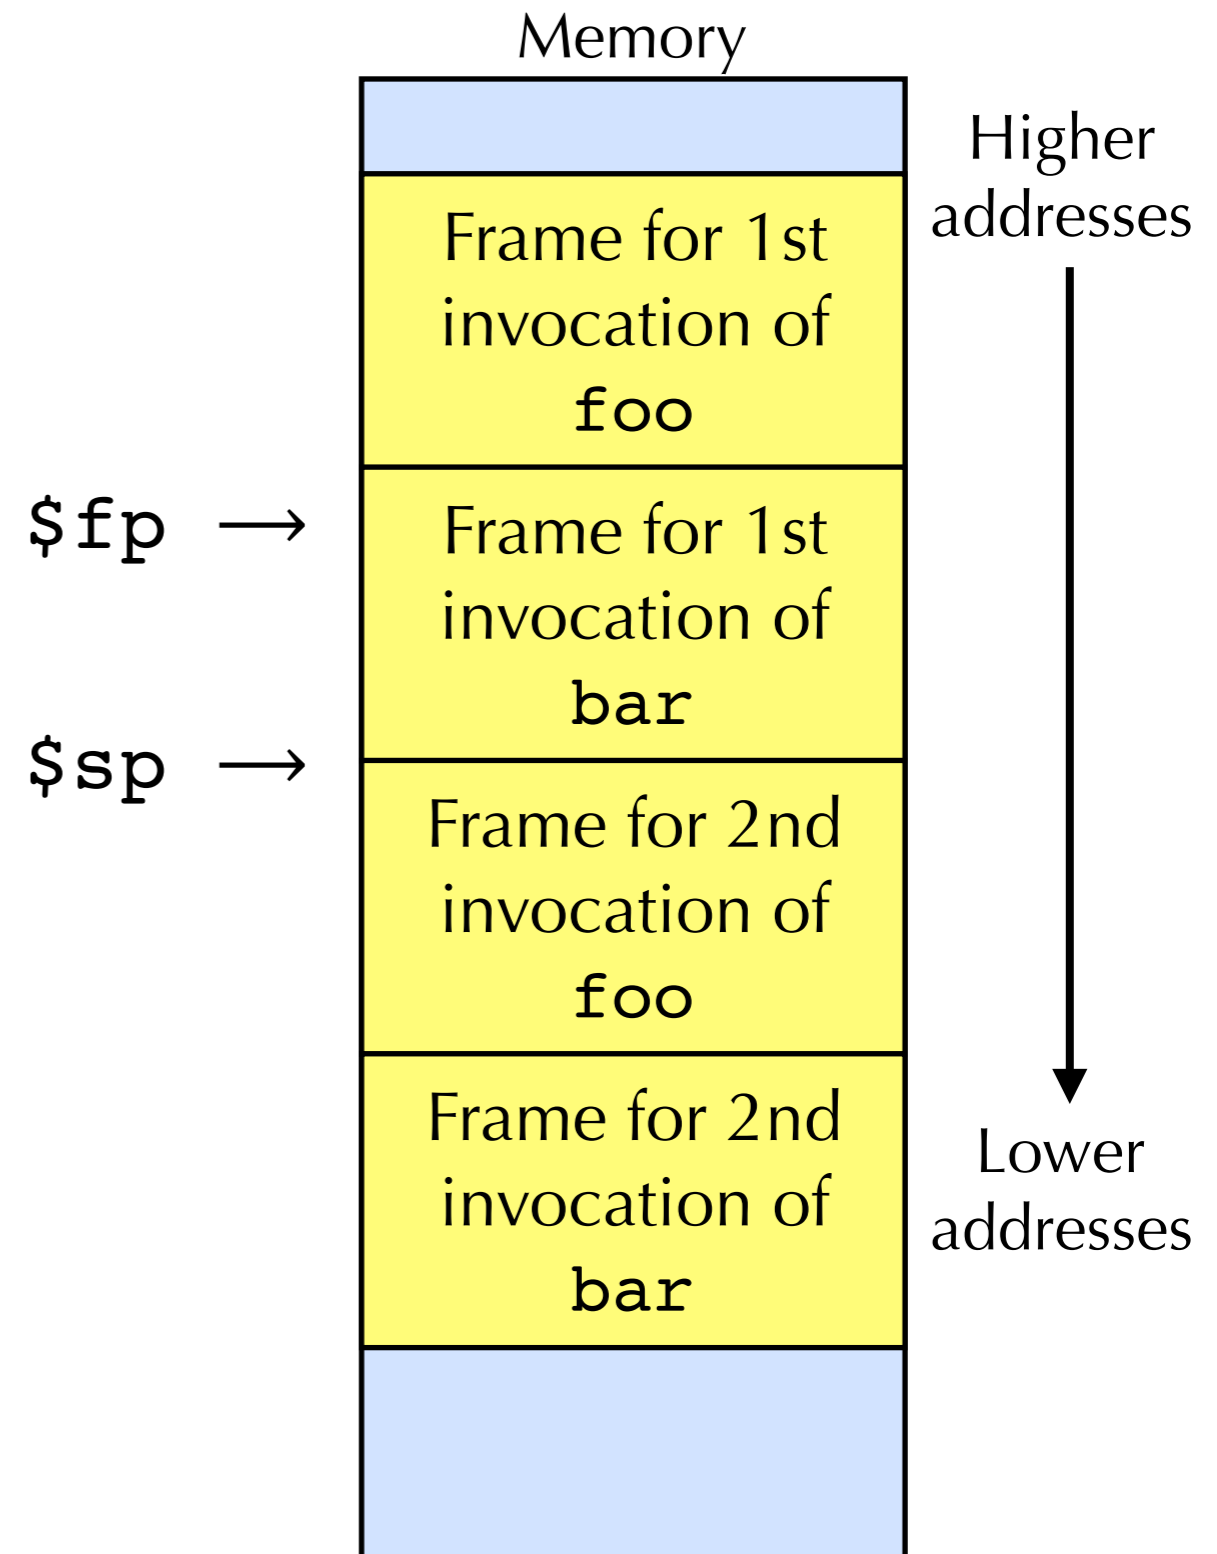 Memory
Higher
addresses
Frame for 1st
invocation of
foo
$fp →
Frame for 1st
invocation of
bar
$sp →
Frame for 2nd
invocation of
foo
Frame for 2nd
invocation of
bar
Lower
addresses